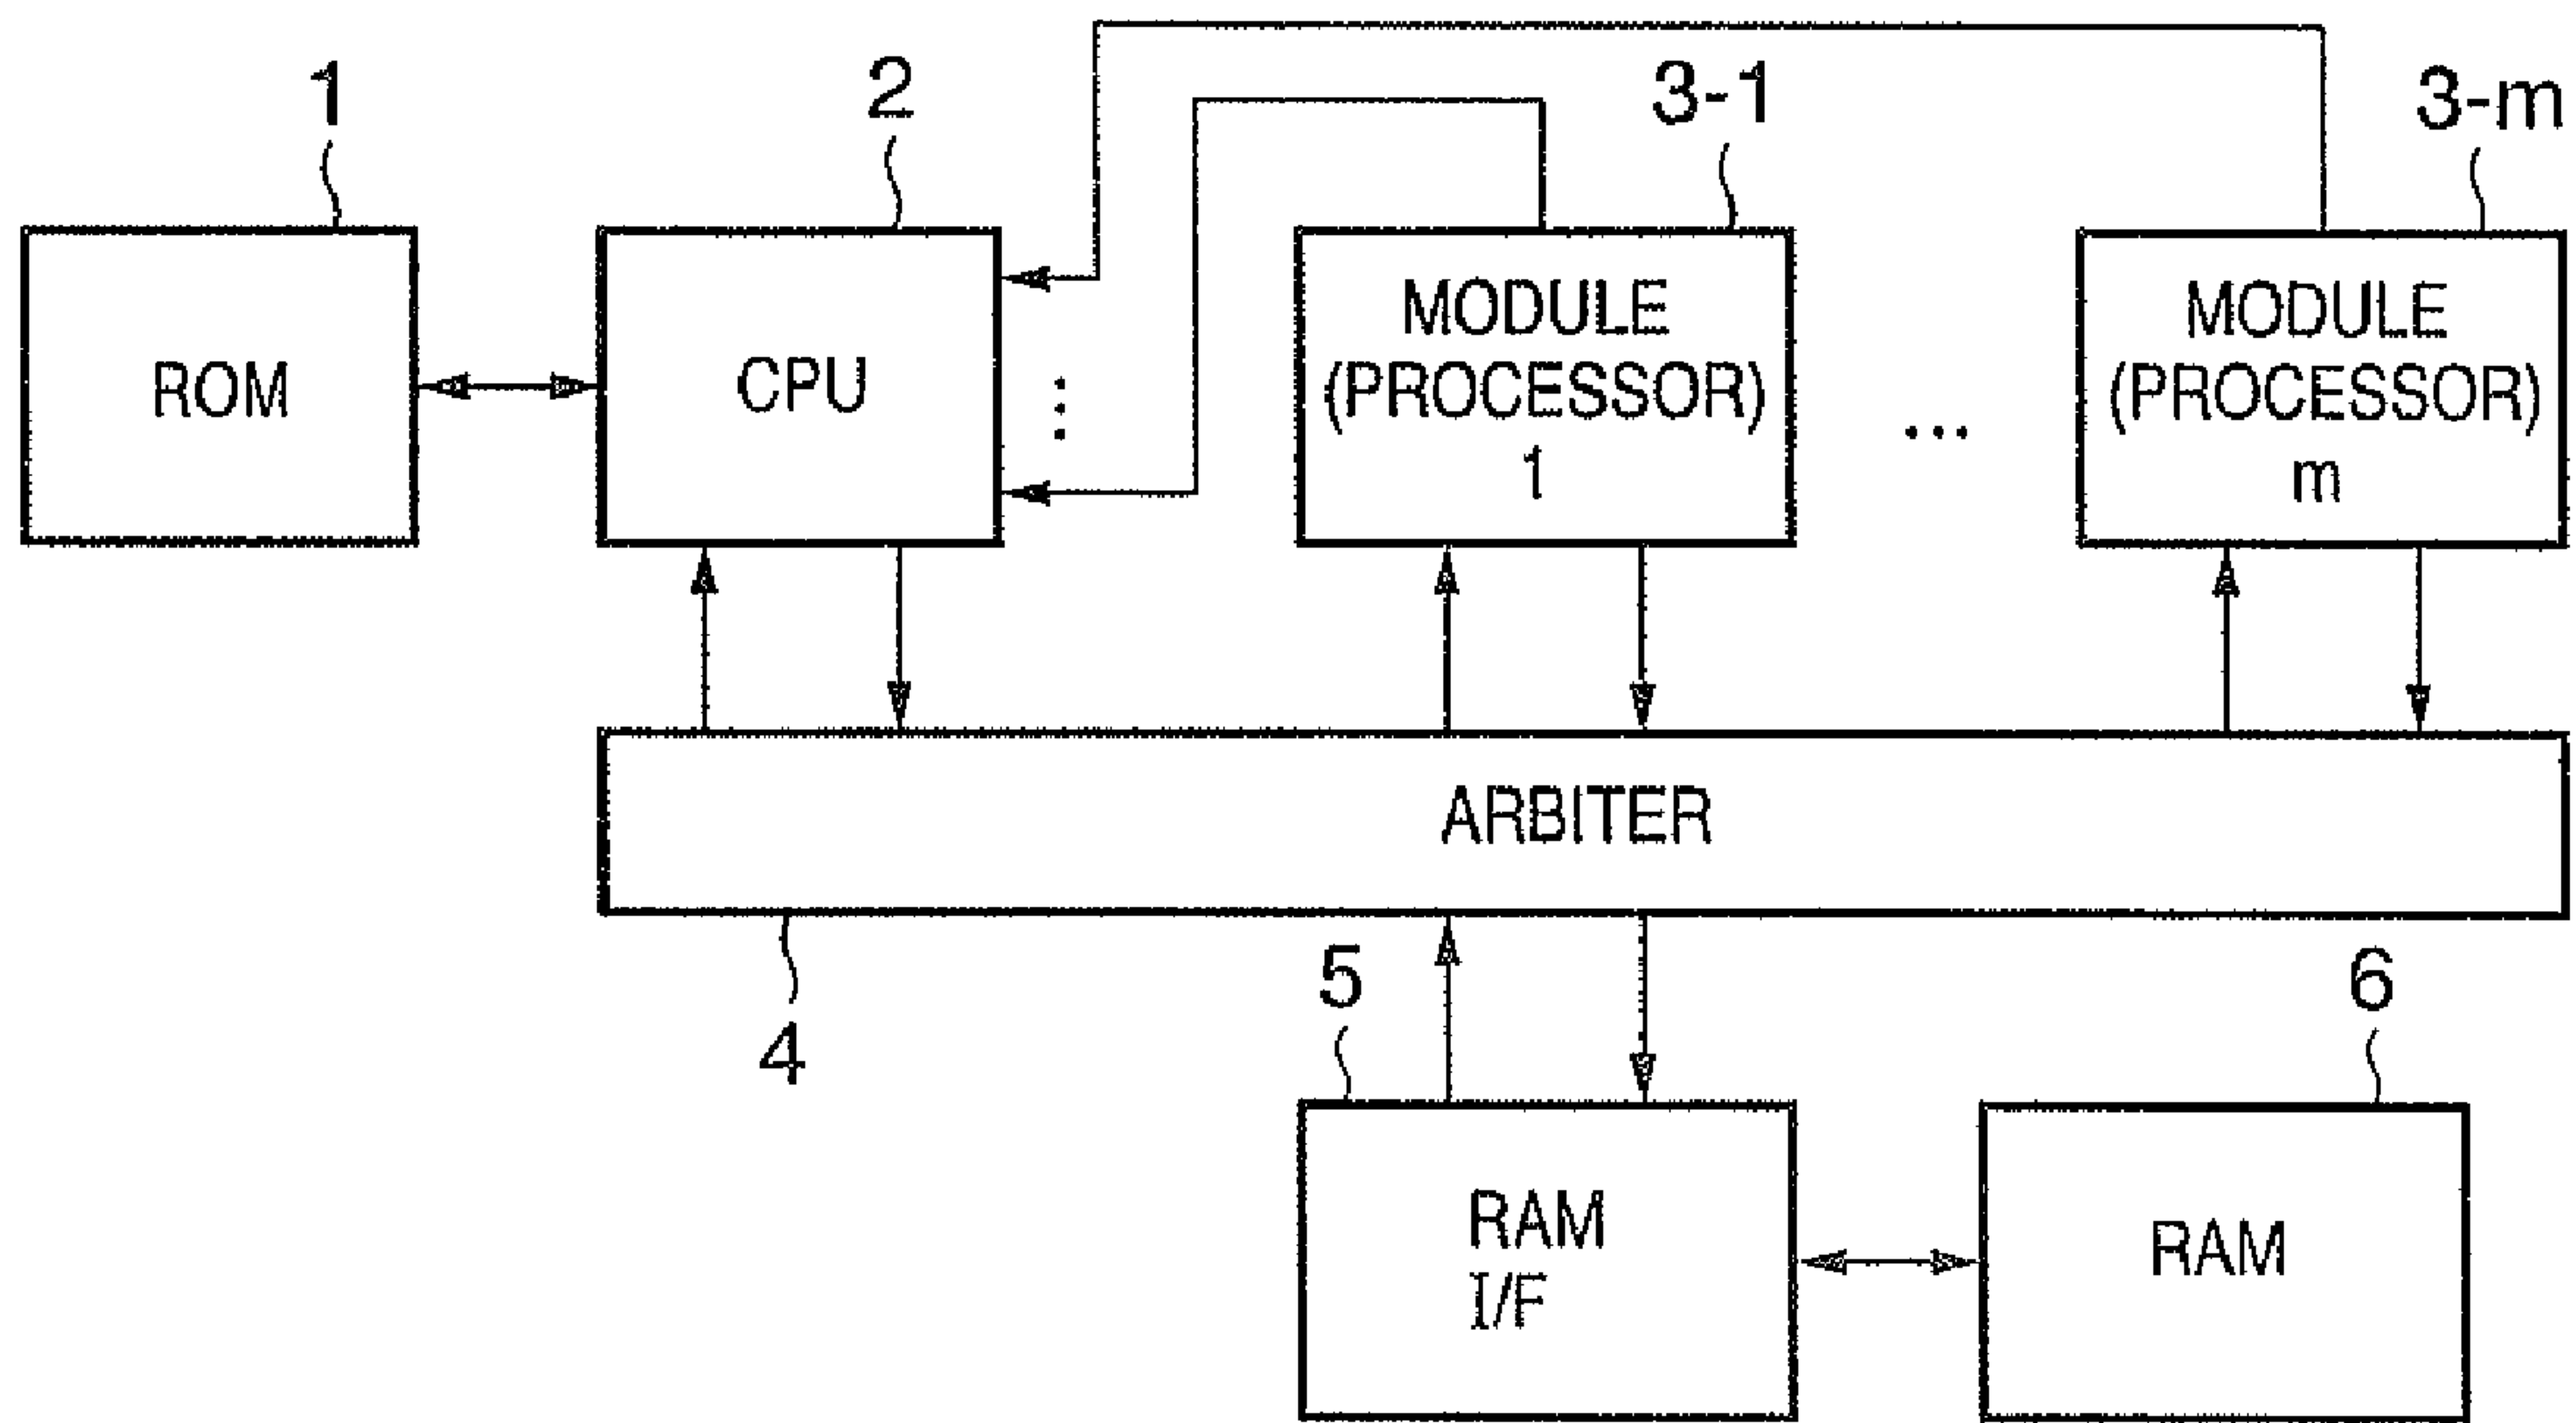 1
2
3-1
3-m
ROM
CPU
MODULE
(PROCESSOR)
1
...
MODULE
(PROCESSOR)
m
ARBITER
4
5
6
RAM
I/F
RAM